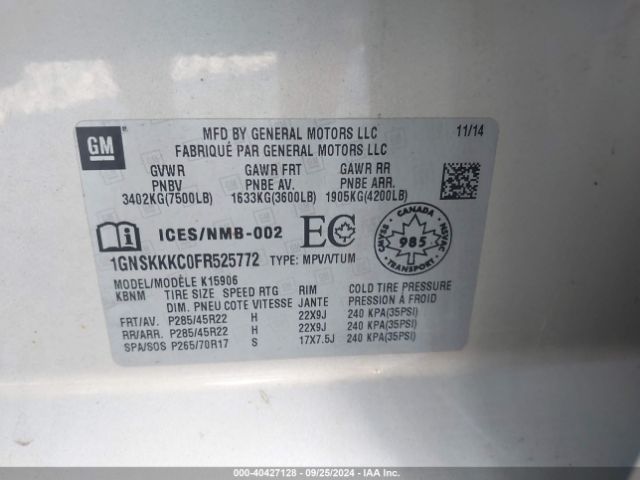 GM
MFD BY GENERAL MOTORS LLC 11/14
FABRIQUÉ PAR GENERAL MOTORS LLC
GVWR GAWR FRT GAWR RR
PNBV PNBE AV. PNBE ARR.
3402KG(7500LB) 1633KG(3600LB) 1905KG(4200LB)
i ICES/NMB-002 EC
CANADA
CMVSS 985 NSVAC
TRANSPORT
1GNSKKKC0FR525772 TYPE: MPV/VTUM
MODEL/MODÈLE K15906
KBNM TIRE SIZE SPEED RTG RIM COLD TIRE PRESSURE
DIM. PNEU COTE VITESSE JANTE PRESSION À FROID
FRT/AV. P285/45R22 H 22X9J 240 KPA(35PSI)
RR/ARR. P285/45R22 H 22X9J 240 KPA(35PSI)
SPA/SOS P265/70R17 S 17X7.5J 240 KPA(35PSI)
000-40427128 - 09/25/2024 - IAA Inc.